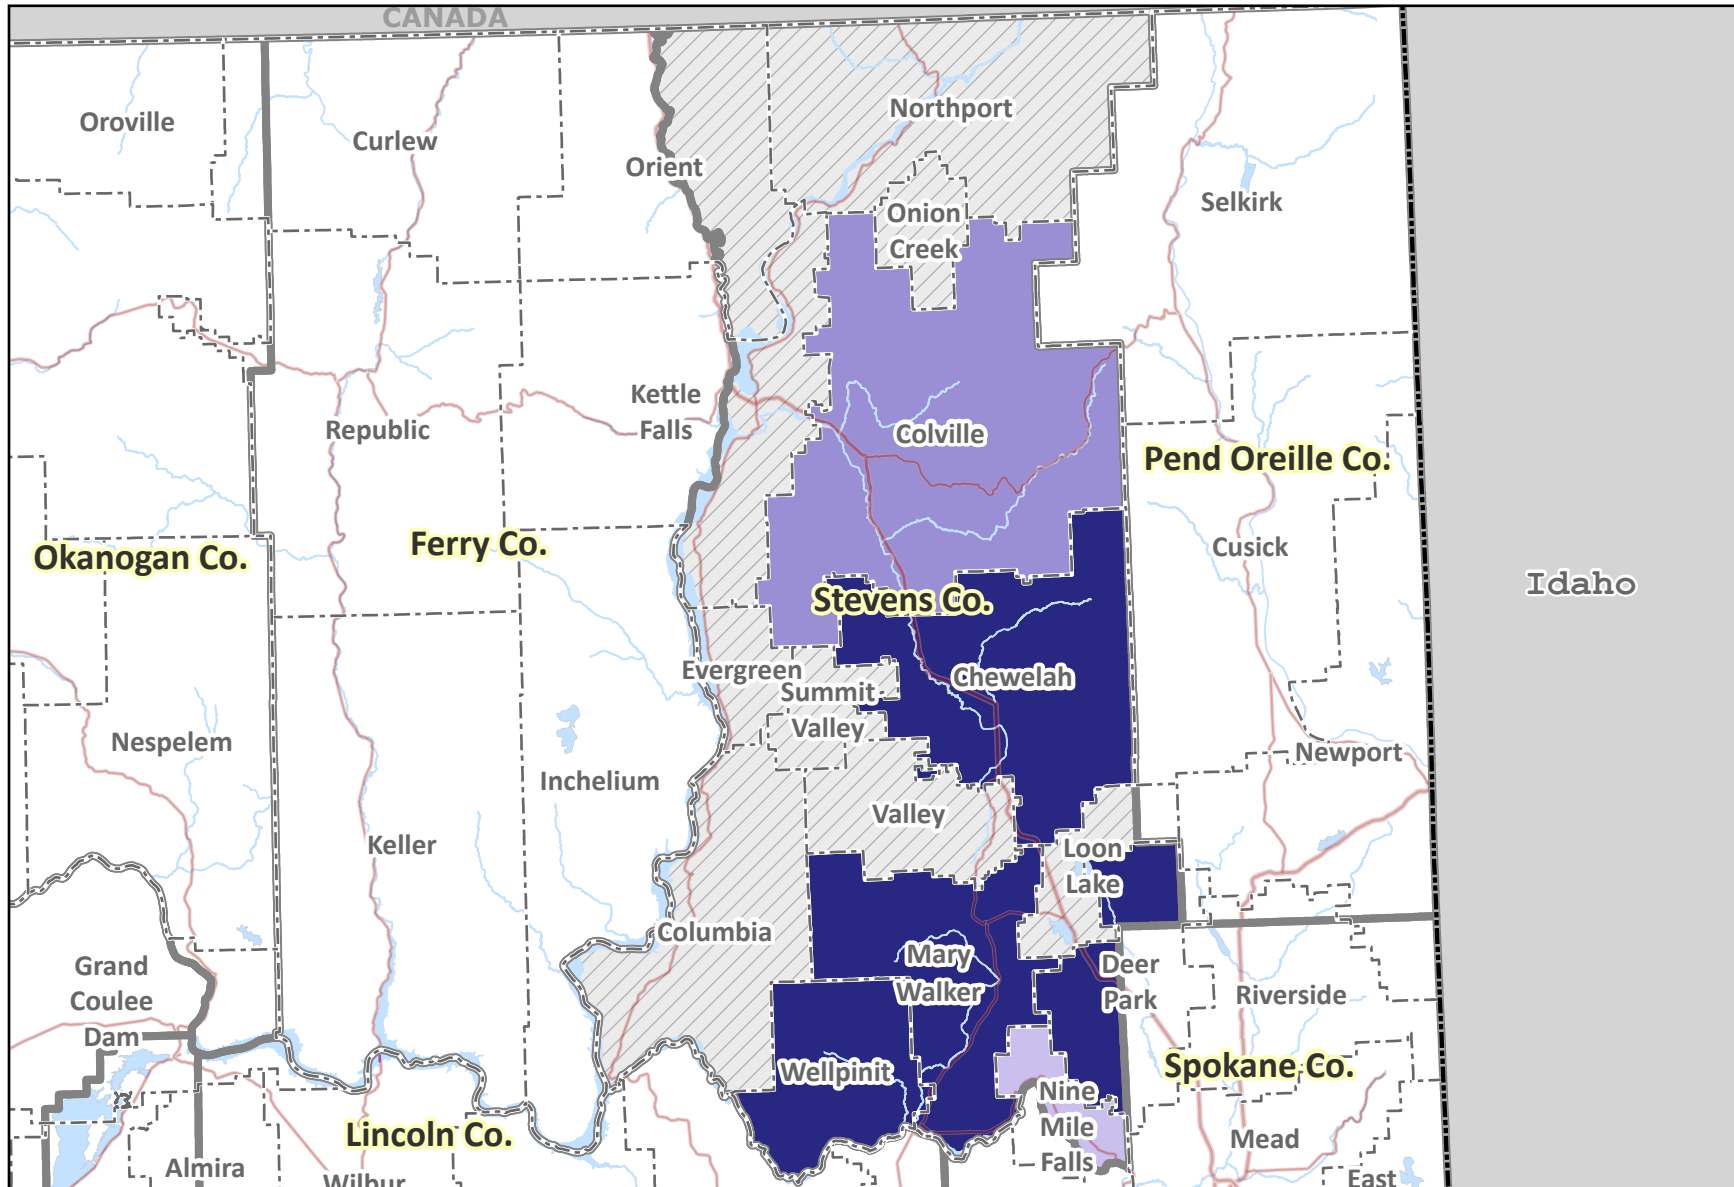 CANADA
Northport
Oroville
Curlew
Orient
Selkirk
Onion
Creek
Kettle
Falls
Republic
Colville
Pend Oreille Co.
Ferry Co.
Okanogan Co.
Cusick
Idaho
Stevens Co.
Evergreen
Chewelah
Summit
Valley
Nespelem
Newport
Inchelium
Valley
Keller
Loon
Lake
Columbia
Mary
Walker
Grand
Coulee
Dam
Deer
Park
Riverside
Wellpinit
Spokane Co.
Nine
Mile
Falls
Lincoln Co.
Mead
Almira
Wilbur
East